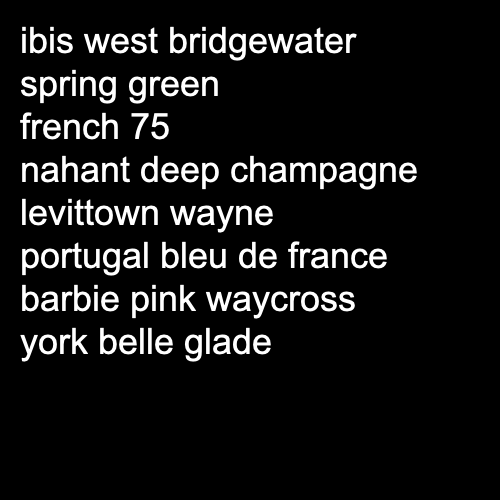 ibis west bridgewater
spring green
french 75
nahant deep champagne
levittown wayne
portugal bleu de france
barbie pink waycross
york belle glade